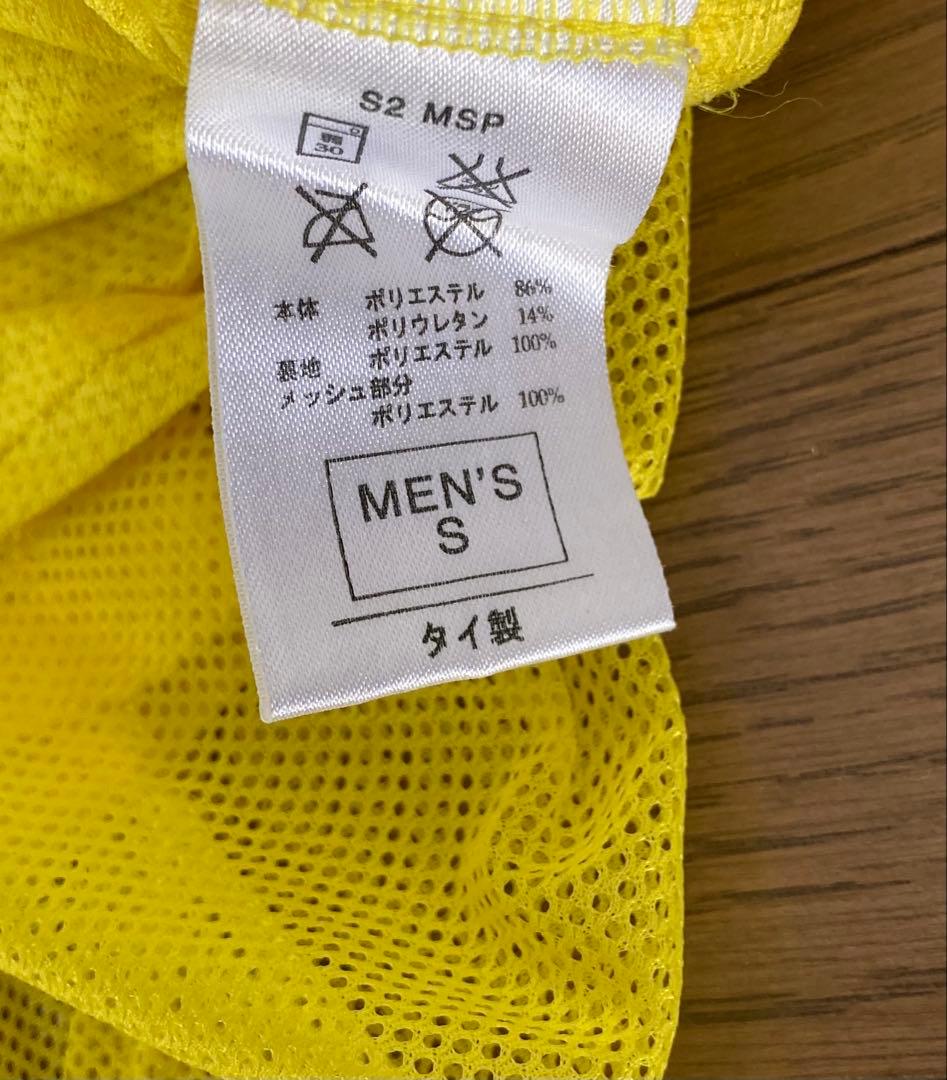 S2 MSP
弱
30
本体 ポリエステル 86%
ポリウレタン 14%
裏地 ポリエステル 100%
メッシュ部分
ポリエステル 100%
MEN'S
S
タイ製